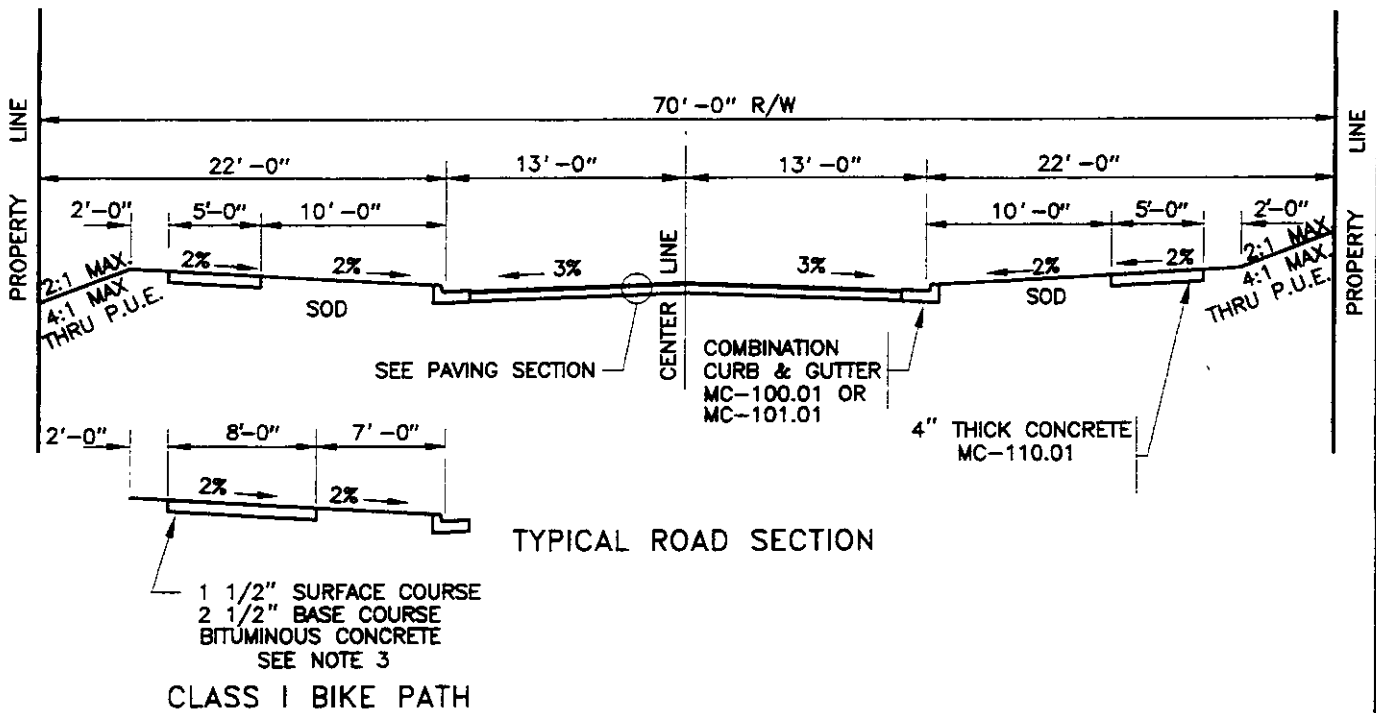 PROPERTY LINE
70'-0" R/W
PROPERTY LINE
22'-0"
13'-0"
13'-0"
22'-0"
2'-0"
5'-0"
10'-0"
10'-0"
5'-0"
2'-0"
2:1 MAX.
4:1 MAX
THRU P.U.E.
2%
2%
3%
3%
2%
2%
2:1 MAX.
4:1 MAX
THRU P.U.E.
SOD
SOD
CENTER LINE
SEE PAVING SECTION
COMBINATION
CURB & GUTTER
MC-100.01 OR
MC-101.01
4" THICK CONCRETE
MC-110.01
2'-0"
8'-0"
7'-0"
2%
2%
TYPICAL ROAD SECTION
1 1/2" SURFACE COURSE
2 1/2" BASE COURSE
BITUMINOUS CONCRETE
SEE NOTE 3
CLASS I BIKE PATH